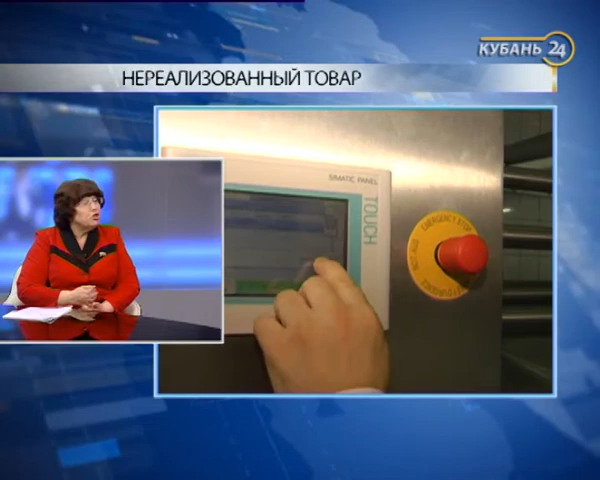 КУБАНЬ 24
НЕРЕАЛИЗОВАННЫЙ ТОВАР
SIMATIC PANEL
TOUCH
EMERGENCY STOP